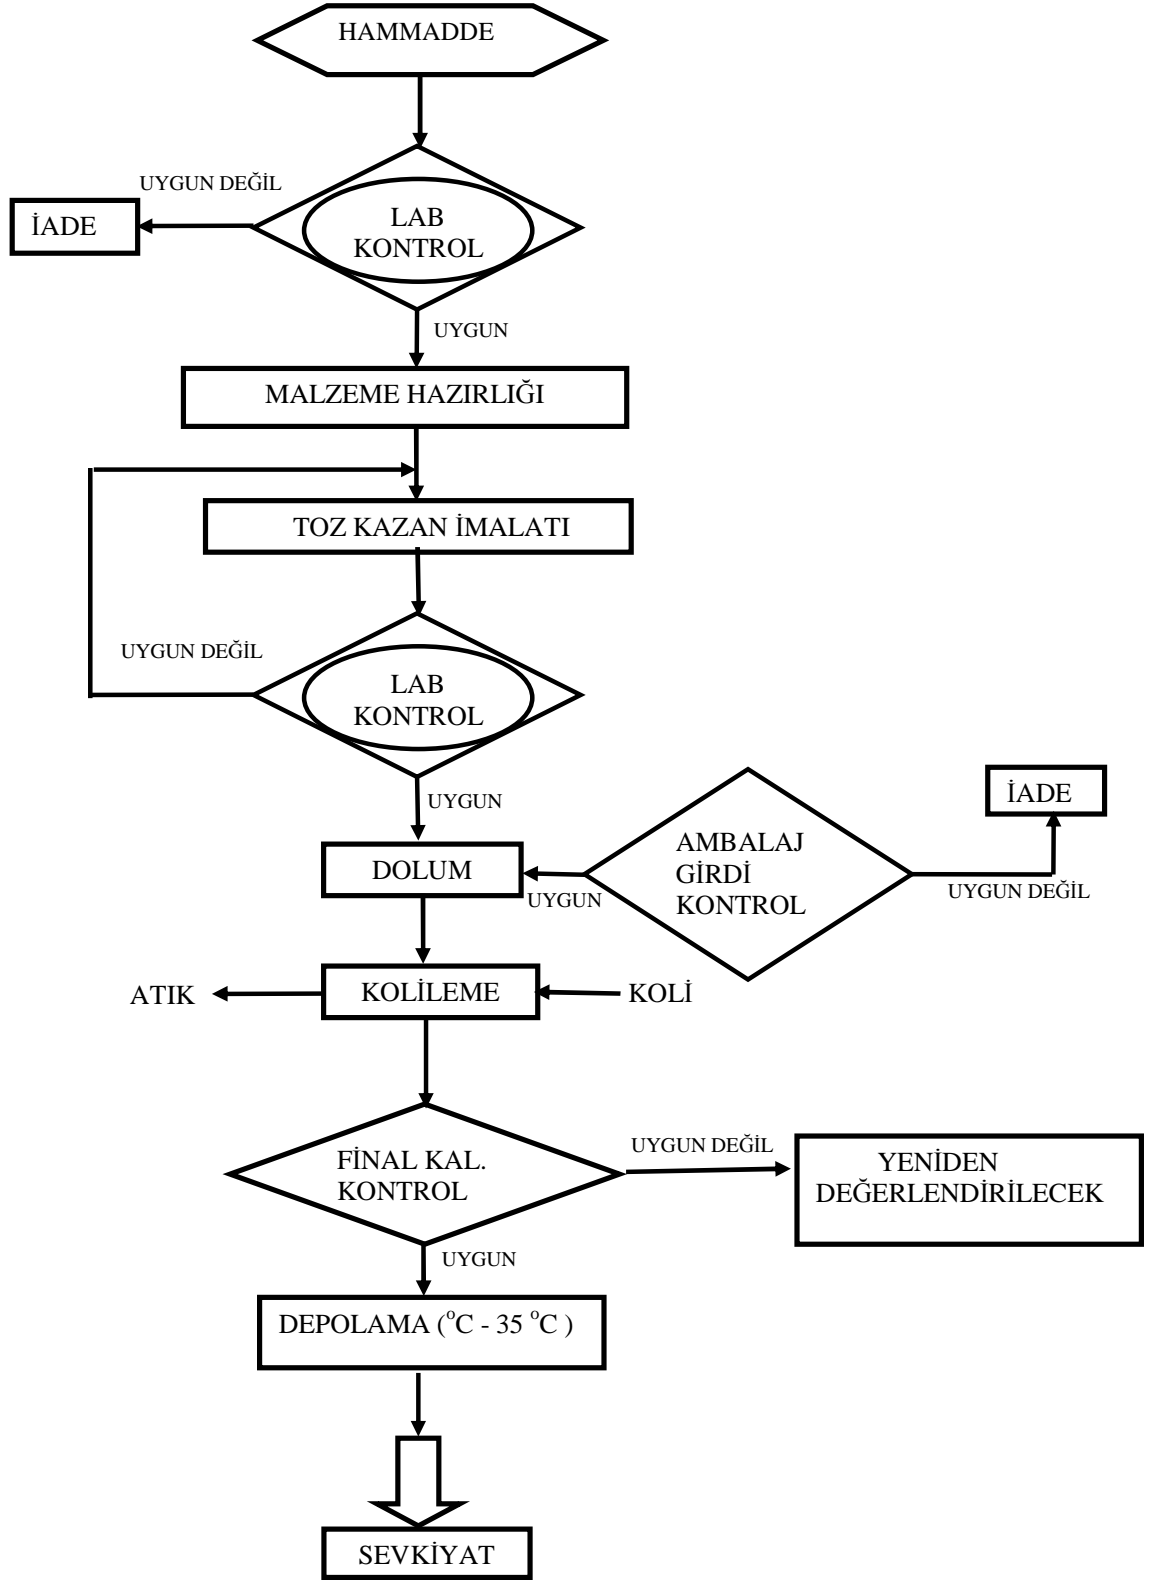 HAMMADDE
UYGUN DEĞİL
İADE
LAB
KONTROL
UYGUN
MALZEME HAZIRLIĞI
TOZ KAZAN İMALATI
UYGUN DEĞİL
LAB
KONTROL
UYGUN
İADE
AMBALAJ
GİRDİ
KONTROL
DOLUM
UYGUN
UYGUN DEĞİL
ATIK
KOLİLEME
KOLİ
FİNAL KAL.
KONTROL
UYGUN DEĞİL
YENİDEN
DEĞERLENDİRİLECEK
UYGUN
DEPOLAMA (°C - 35 °C )
SEVKİYAT